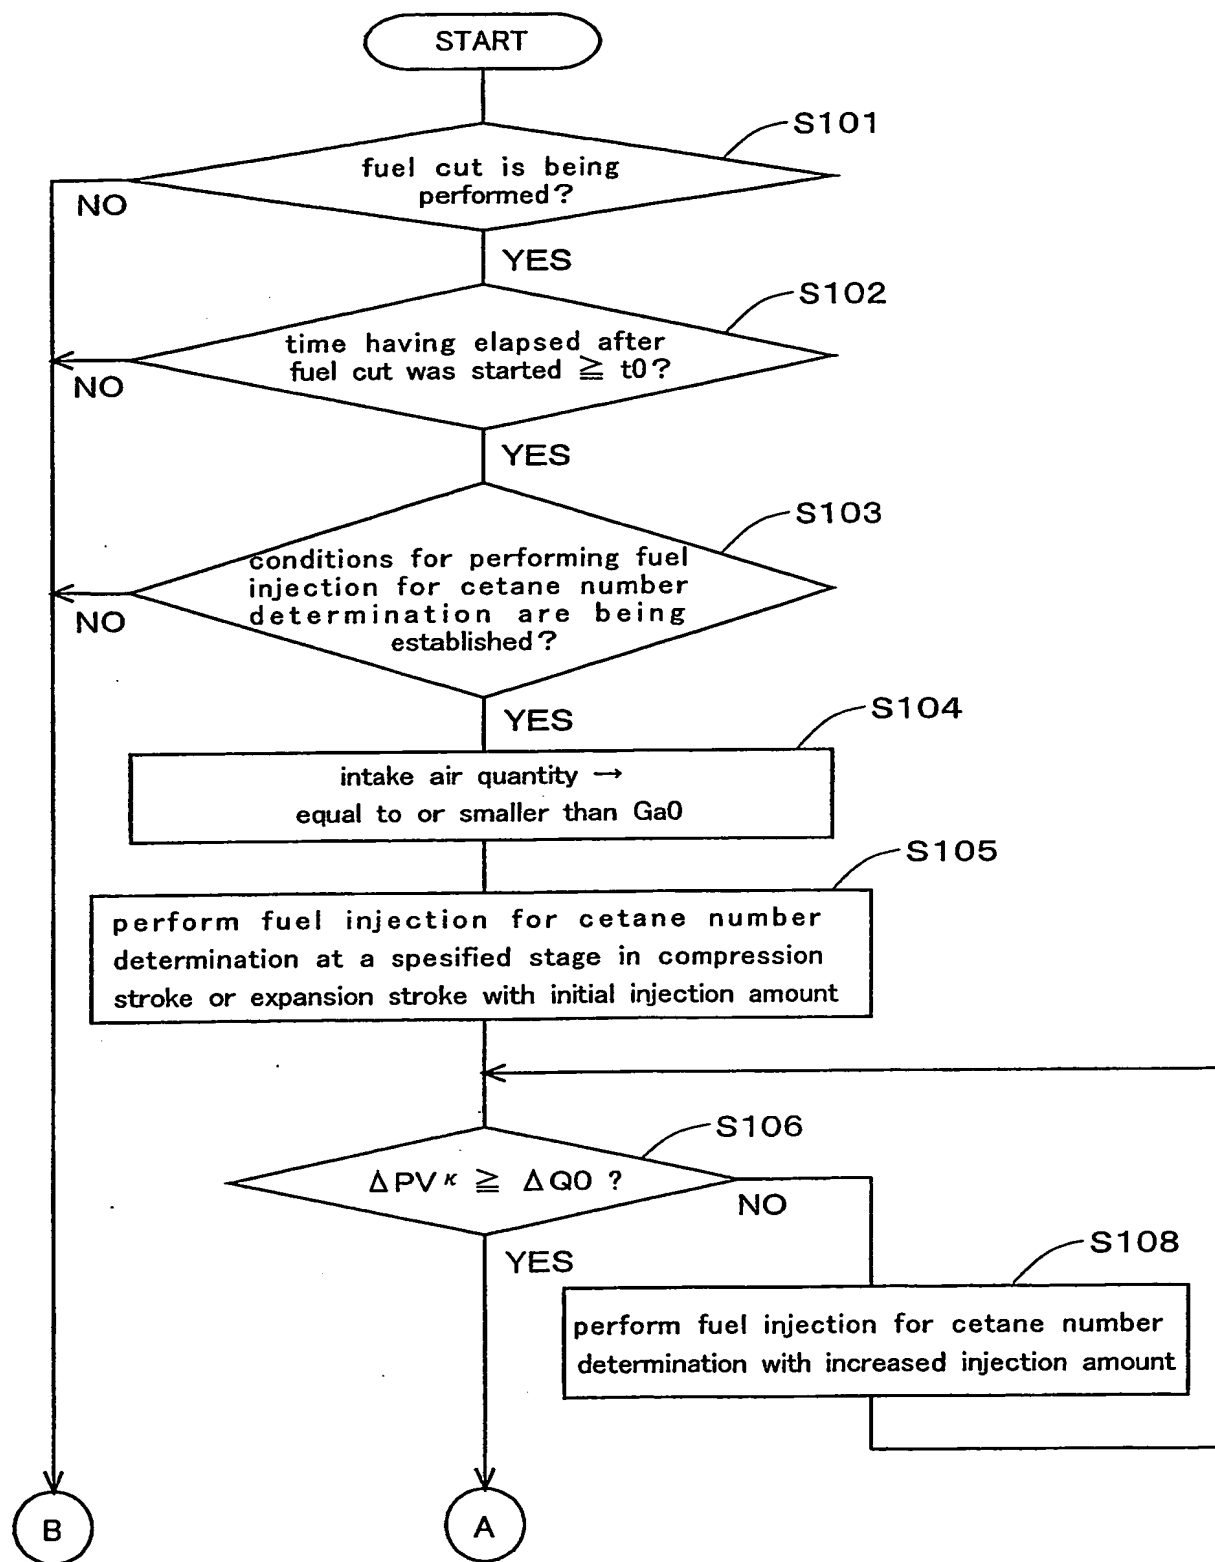 START
S101
fuel cut is being
performed?
NO
YES
S102
time having elapsed after
fuel cut was started ≧ t0?
NO
YES
S103
conditions for performing fuel
injection for cetane number
determination are being
established?
NO
YES
S104
intake air quantity →
equal to or smaller than Ga0
S105
perform fuel injection for cetane number
determination at a spesified stage in compression
stroke or expansion stroke with initial injection amount
S106
ΔPVᵏ ≧ ΔQ0 ?
NO
YES
S108
perform fuel injection for cetane number
determination with increased injection amount
B
A